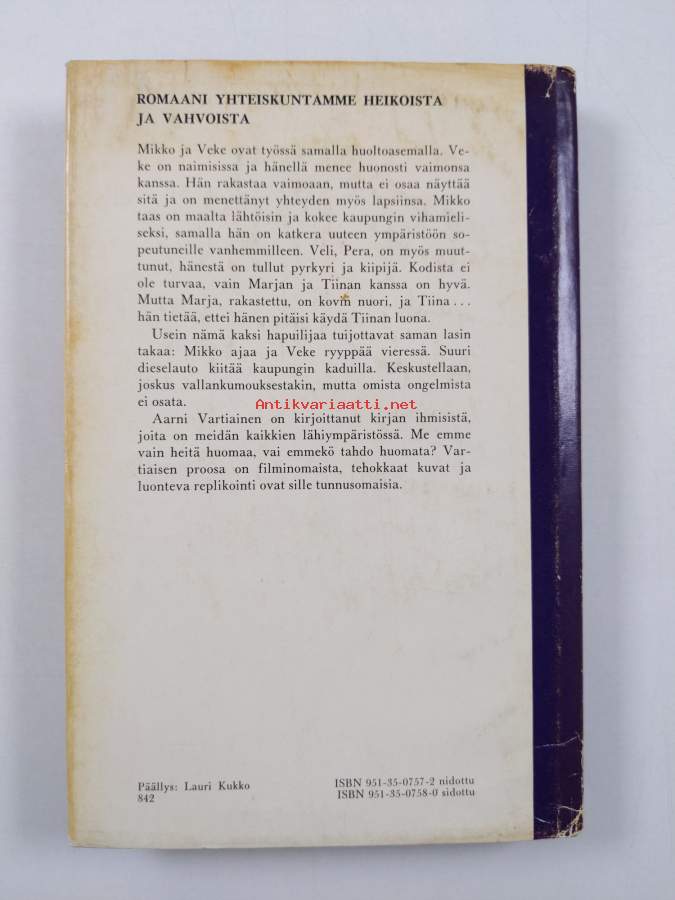 ROMAANI YHTEISKUNTAMME HEIKOISTA
JA VAHVOISTA
Mikko ja Veke ovat työssä samalla huoltoasemalla. Ve-
ke on naimisissa ja hänellä menee huonosti vaimonsa
kanssa. Hän rakastaa vaimoaan, mutta ei osaa näyttää
sitä ja on menettänyt yhteyden myös lapsiinsa. Mikko
taas on maalta lähtöisin ja kokee kaupungin vihamieli-
seksi, samalla hän on katkera uuteen ympäristöön so-
peutuneille vanhemmilleen. Veli, Pera, on myös muut-
tunut, hänestä on tullut pyrkyri ja kiipijä. Kodista ei
ole turvaa, vain Marjan ja Tiinan kanssa on hyvä.
Mutta Marja, rakastettu, on kovin nuori, ja Tiina...
hän tietää, ettei hänen pitäisi käydä Tiinan luona.
Usein nämä kaksi hapuilijaa tuijottavat saman lasin
takaa: Mikko ajaa ja Veke ryyppää vieressä. Suuri
dieselauto kiitää kaupungin kaduilla. Keskustellaan,
joskus vallankumouksestakin, mutta omista ongelmista
ei osata.
Antikvariaatti.net
Aarni Vartiainen on kirjoittanut kirjan ihmisistä,
joita on meidän kaikkien lähiympäristössä. Me emme
vain heitä huomaa, vai emmekö tahdo huomata? Var-
tiaisen proosa on filminomaista, tehokkaat kuvat ja
luonteva replikointi ovat sille tunnusomaisia.
Päällys: Lauri Kukko
842
ISBN 951-35-0757-2 nidottu
ISBN 951-35-0758-0 sidottu